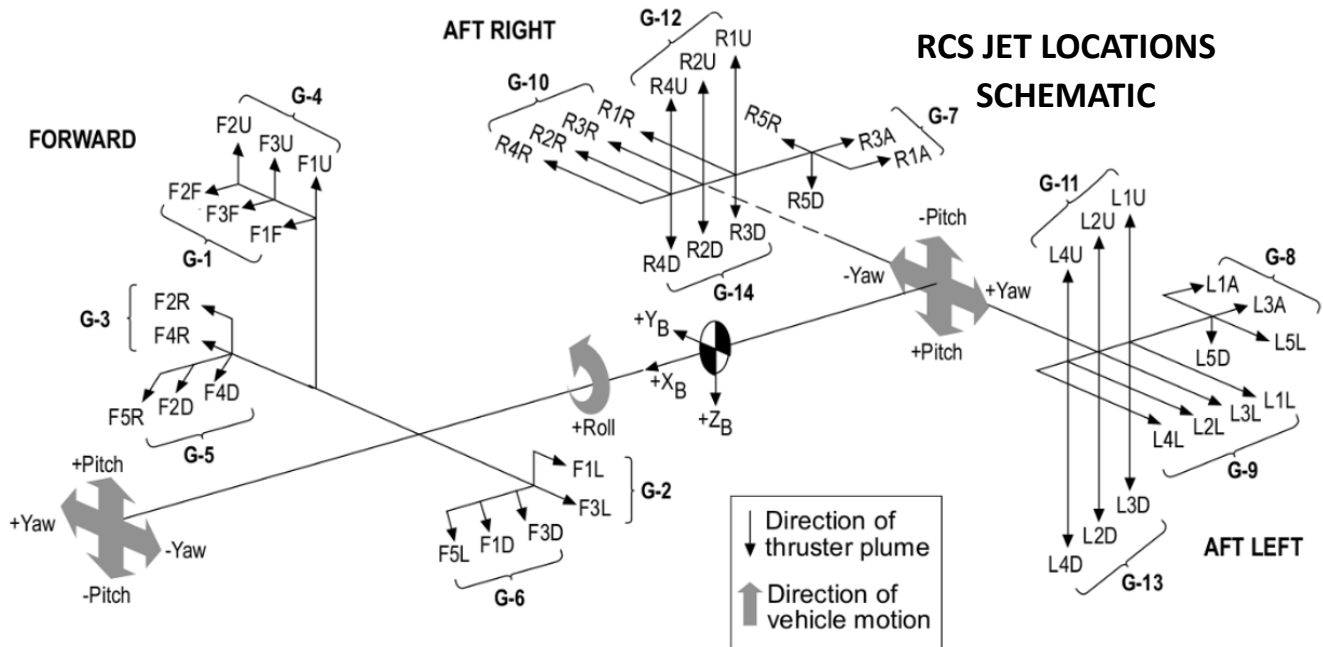 RCS JET LOCATIONS
SCHEMATIC
FORWARD
G-4
F2U
F3U
F1U
F2F
F3F
F1F
G-1
G-3
F2R
F4R
F5R
F2D
F4D
G-5
+Pitch
+Yaw
-Yaw
-Pitch
F1L
F3L
G-2
F5L
F1D
F3D
G-6
+Roll
+X B
+Y B
+Z B
AFT RIGHT
G-12
R1U
R2U
R4U
G-10
R1R
R3R
R2R
R4R
R5R
R3A
R1A
G-7
R5D
R3D
R2D
R4D
G-14
-Pitch
-Yaw
+Yaw
+Pitch
G-11
L1U
L2U
L4U
G-8
L1A
L3A
L5L
L5D
L1L
L3L
L2L
L4L
G-9
L3D
L2D
L4D
G-13
AFT LEFT
Direction of
thruster plume
Direction of
vehicle motion